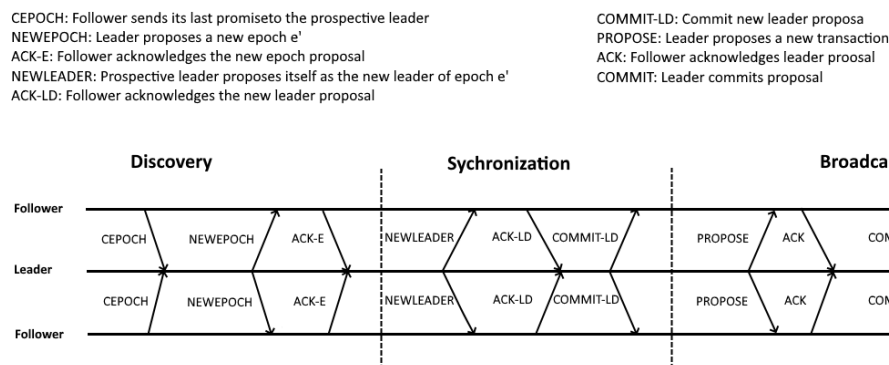 CEPOCH: Follower sends its last promiseto the prospective leader
NEWEPOCH: Leader proposes a new epoch e'
ACK-E: Follower acknowledges the new epoch proposal
NEWLEADER: Prospective leader proposes itself as the new leader of epoch e'
ACK-LD: Follower acknowledges the new leader proposal
COMMIT-LD: Commit new leader proposa
PROPOSE: Leader proposes a new transaction
ACK: Follower acknowledges leader proosal
COMMIT: Leader commits proposal
Discovery Sychronization Broadca
Follower
CEPOCH NEWEPOCH ACK-E NEWLEADER ACK-LD COMMIT-LD PROPOSE ACK COM
Leader
CEPOCH NEWEPOCH ACK-E NEWLEADER ACK-LD COMMIT-LD PROPOSE ACK COM
Follower